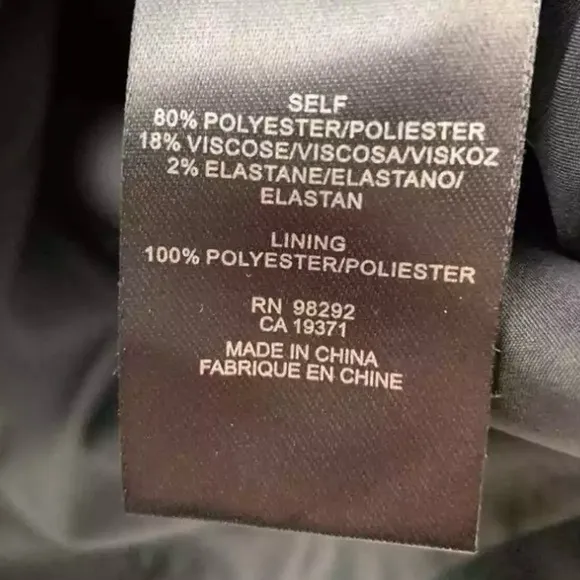 SELF
80% POLYESTER/POLIESTER
18% VISCOSE/VISCOSA/VISKOZ
2% ELASTANE/ELASTANO/
ELASTAN
LINING
100% POLYESTER/POLIESTER
RN 98292
CA 19371
MADE IN CHINA
FABRIQUE EN CHINE